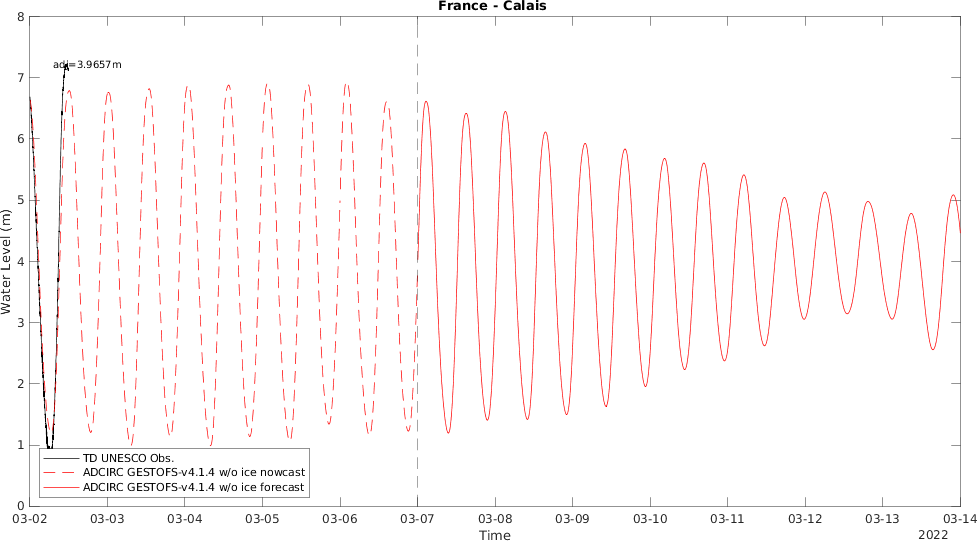 France - Calais
8
7
6
5
4
3
2
1
0
Water Level (m)
adj=3.9657m
TD UNESCO Obs.
ADCIRC GESTOFS-v4.1.4 w/o ice nowcast
ADCIRC GESTOFS-v4.1.4 w/o ice forecast
03-02 03-03 03-04 03-05 03-06 03-07 03-08 03-09 03-10 03-11 03-12 03-13 03-14
Time
2022